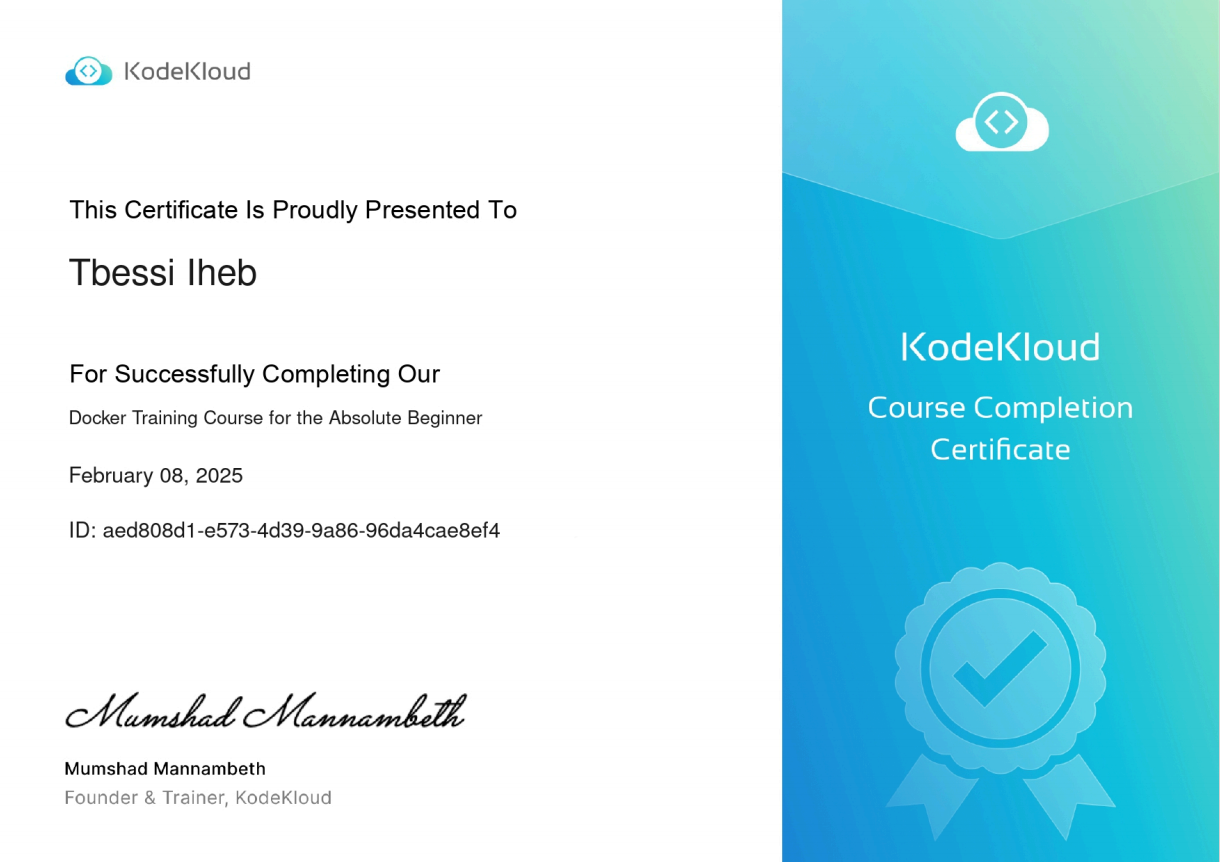 KodeKloud
This Certificate Is Proudly Presented To
Tbessi Iheb
For Successfully Completing Our
Docker Training Course for the Absolute Beginner
February 08, 2025
ID: aed808d1-e573-4d39-9a86-96da4cae8ef4
Mumshad Mannambeth
Mumshad Mannambeth
Founder & Trainer, KodeKloud
KodeKloud
Course Completion
Certificate